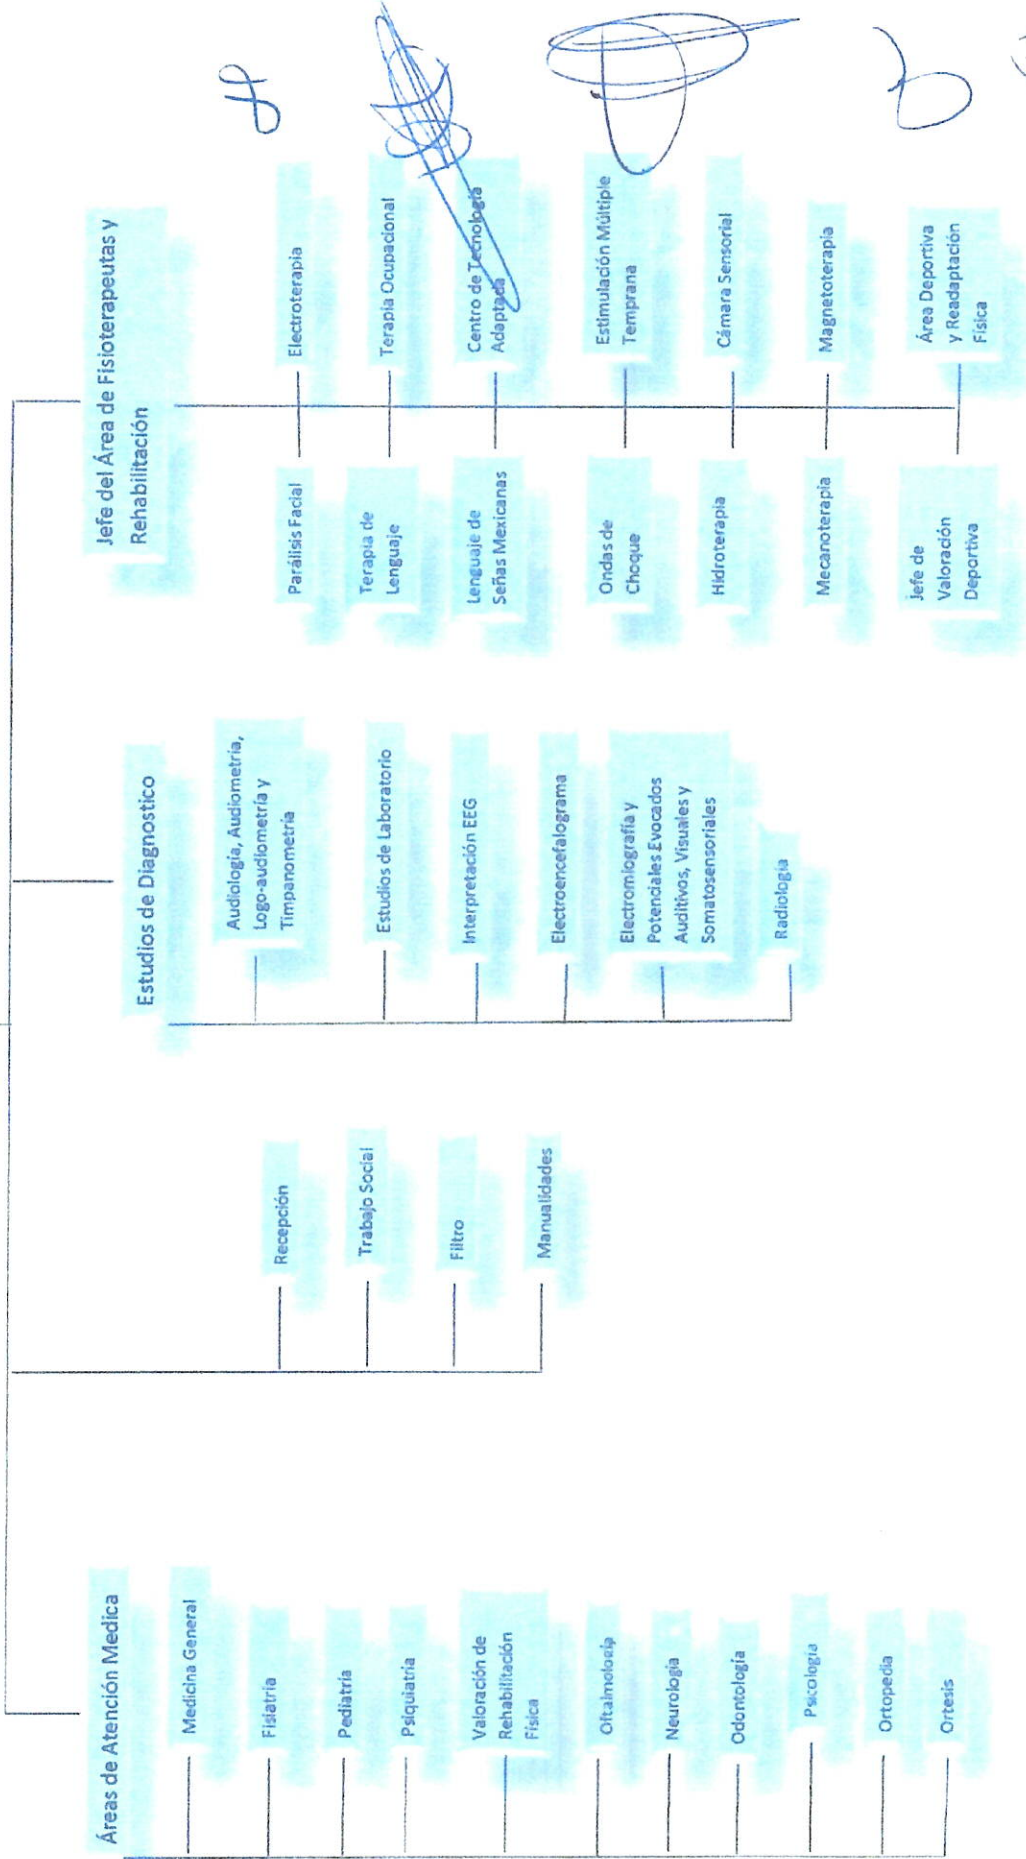 Áreas de Atención Medica
Medicina General
Fisiatría
Pediatría
Psiquiatría
Valoración de
Rehabilitación
Física
Oftalmología
Neurología
Odontología
Psicología
Ortopedia
Ortesis
Recepción
Trabajo Social
Filtro
Manualidades
Estudios de Diagnostico
Audiología, Audiometría,
Logo-audiometría y
Timpanometría
Estudios de Laboratorio
Interpretación EEG
Electroencefalograma
Electromiografía y
Potenciales Evocados
Auditivos, Visuales y
Somatosensoriales
Radiología
Jefe del Área de Fisioterapeutas y
Rehabilitación
Parálisis Facial
Electroterapia
Terapia de
Lenguaje
Terapia Ocupacional
Lenguaje de
Señas Mexicanas
Centro de Tecnología
Adaptada
Ondas de
Choque
Estimulación Múltiple
Temprana
Hidroterapia
Cámara Sensorial
Mecanoterapia
Magnetoterapia
Jefe de
Valoración
Deportiva
Área Deportiva
y Readaptación
Física